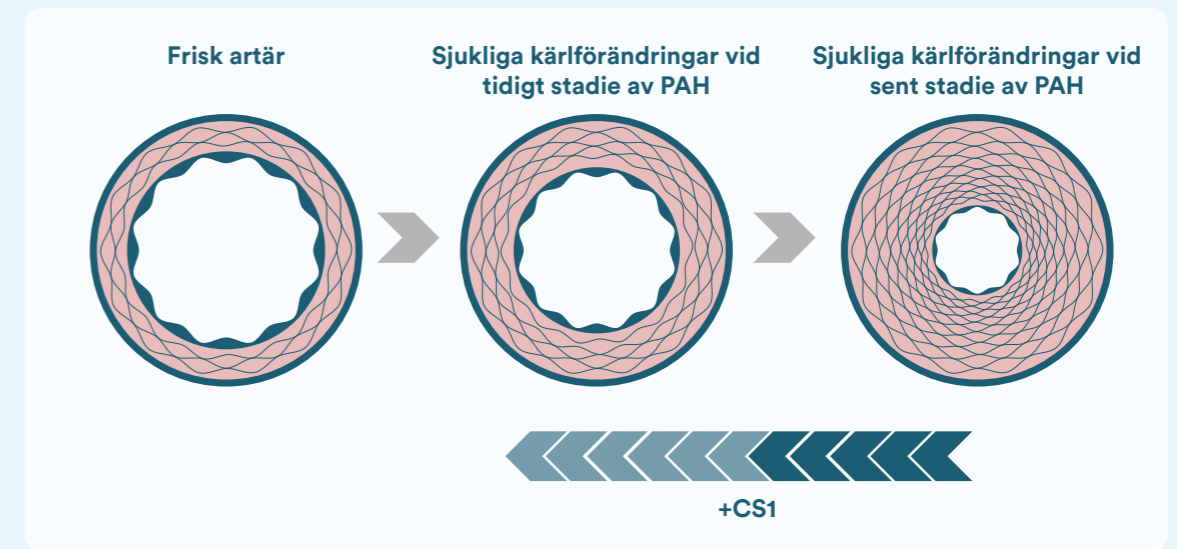 Frisk artär
Sjukliga kärlförändringar vid
tidigt stadie av PAH
Sjukliga kärlförändringar vid
sent stadie av PAH
+CS1